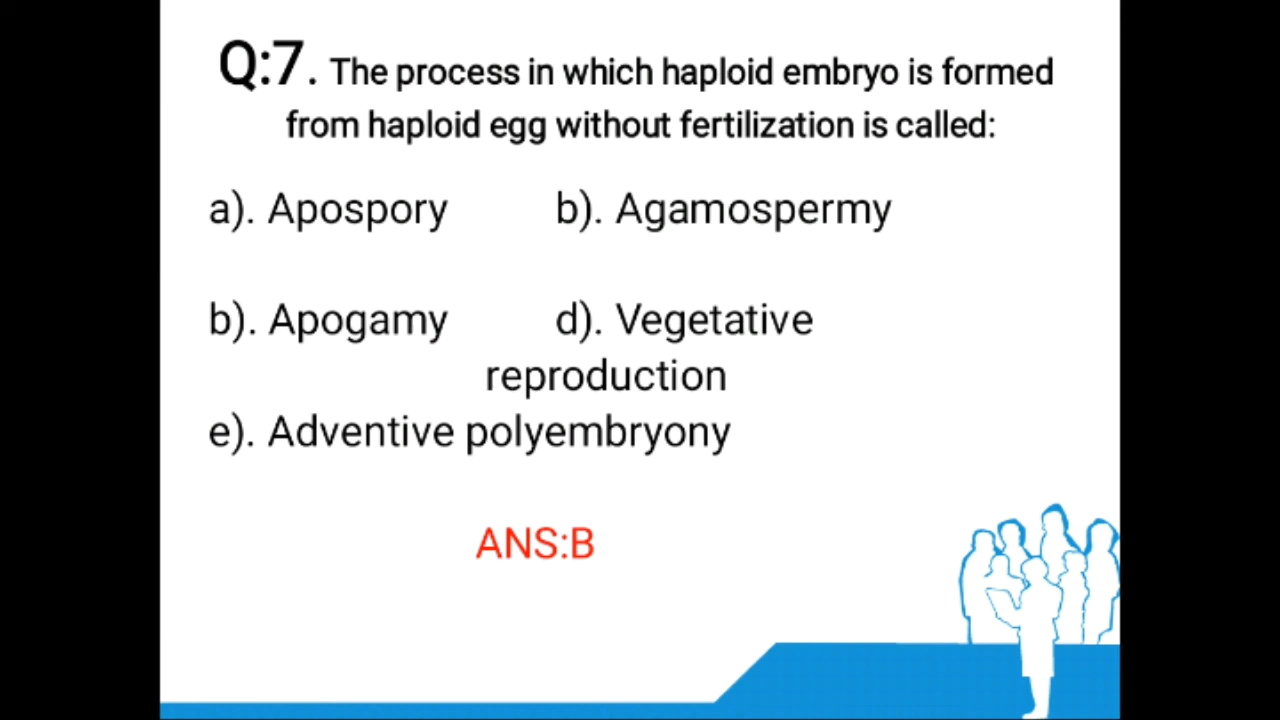 Q:7. The process in which haploid embryo is formed
from haploid egg without fertilization is called:
a). Apospory b). Agamospermy
b). Apogamy d). Vegetative
reproduction
e). Adventive polyembryony
ANS:B